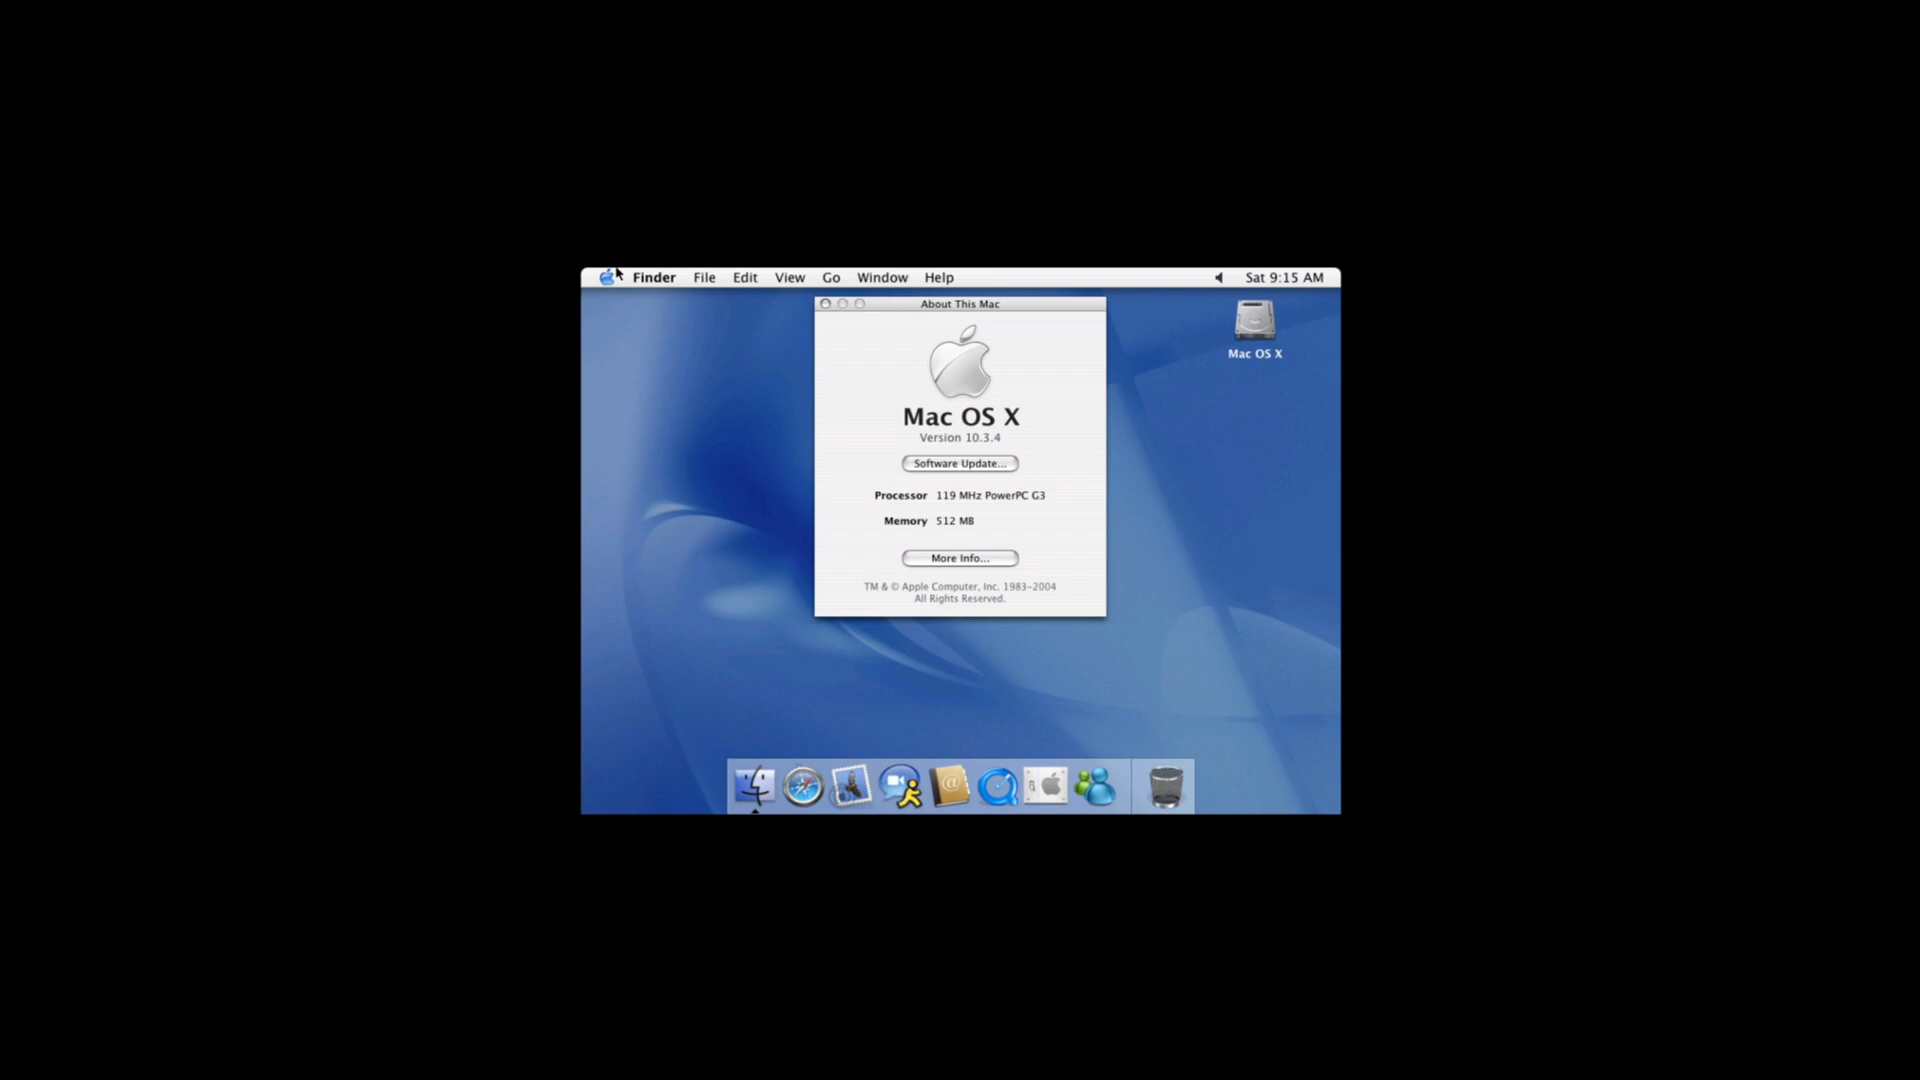 Finder File Edit View Go Window Help Sat 9:15 AM
About This Mac
Mac OS X
Mac OS X
Version 10.3.4
Software Update...
Processor 119 MHz PowerPC G3
Memory 512 MB
More Info...
TM & © Apple Computer, Inc. 1983–2004
All Rights Reserved.